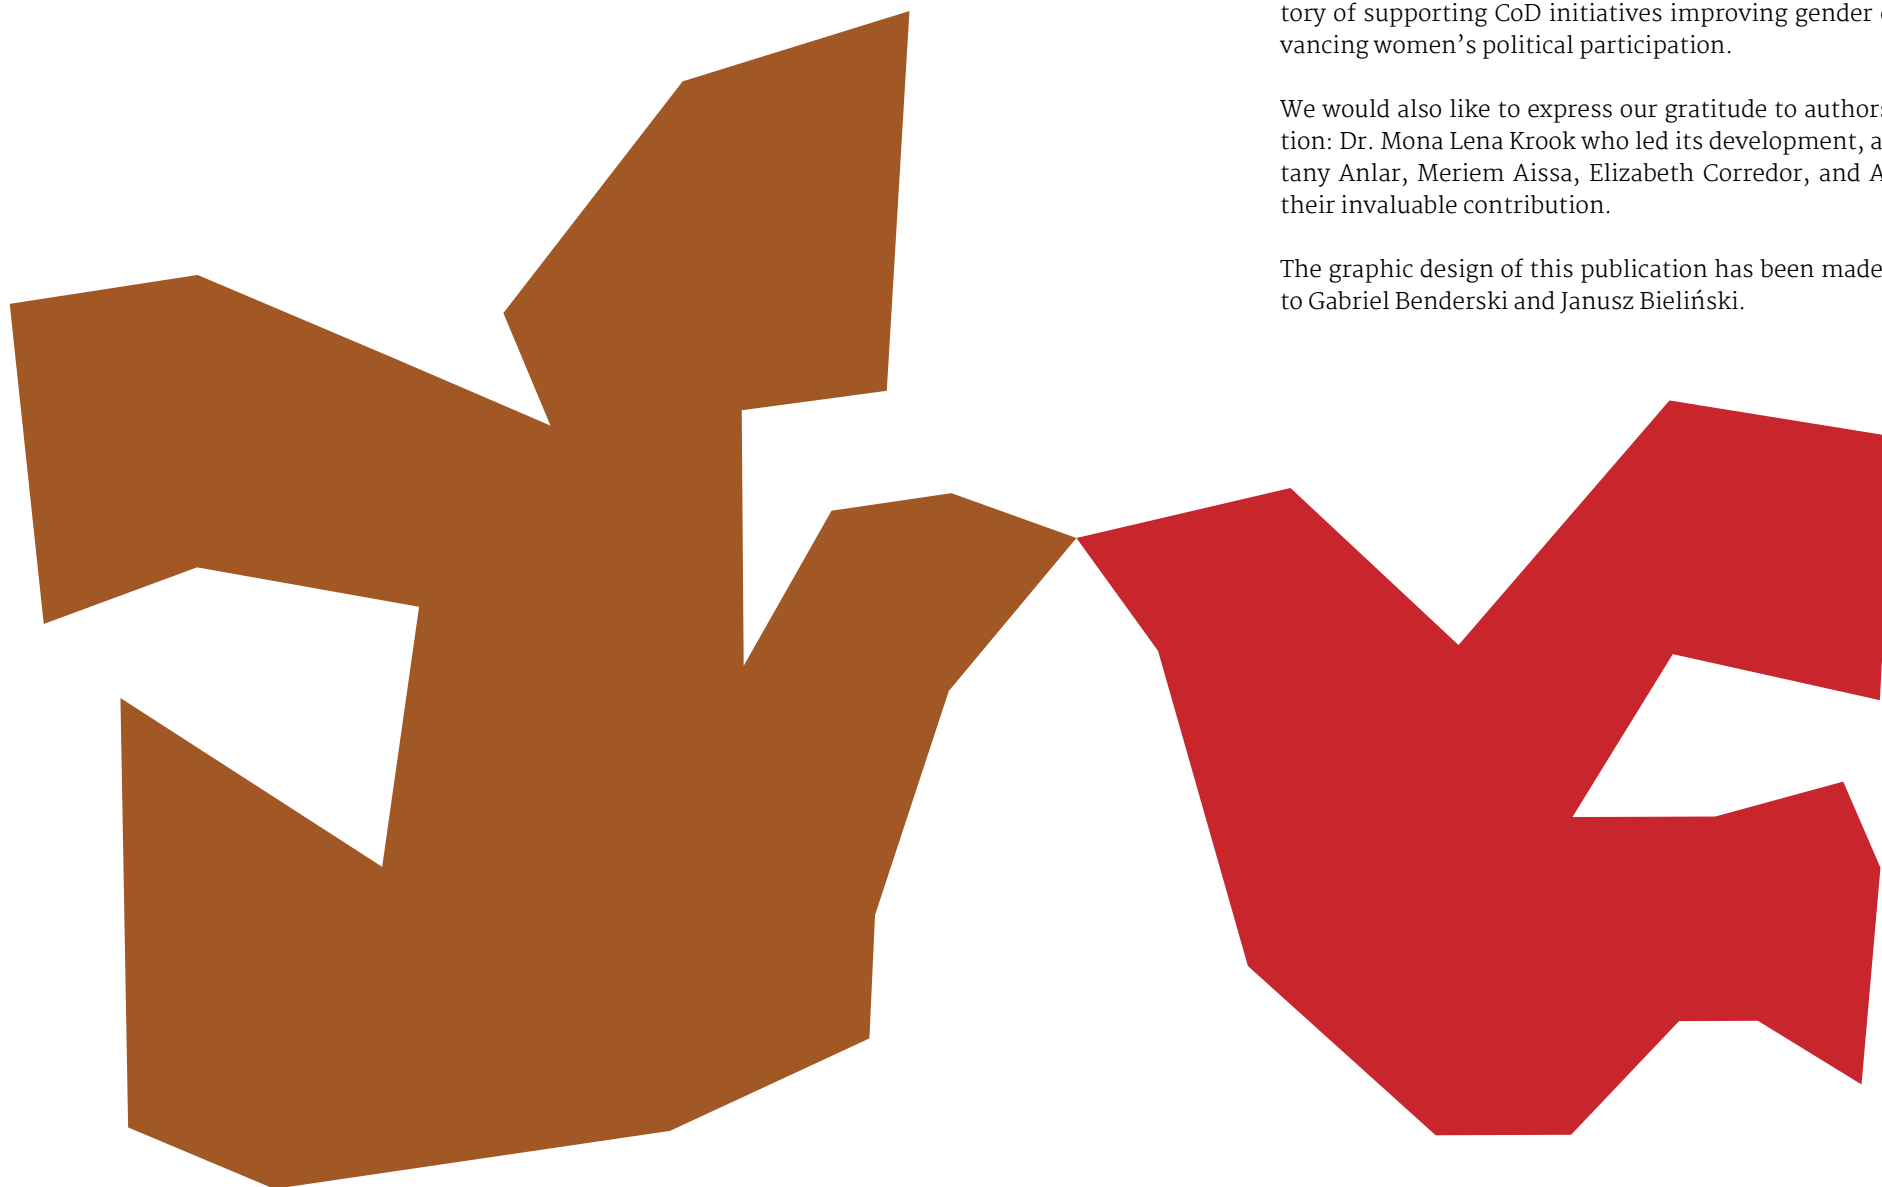 tory of supporting CoD initiatives improving gender
vancing women’s political participation.
We would also like to express our gratitude to authors
tion: Dr. Mona Lena Krook who led its development,
tany Anlar, Meriem Aissa, Elizabeth Corredor, and
their invaluable contribution.
The graphic design of this publication has been made
to Gabriel Benderski and Janusz Bieliński.